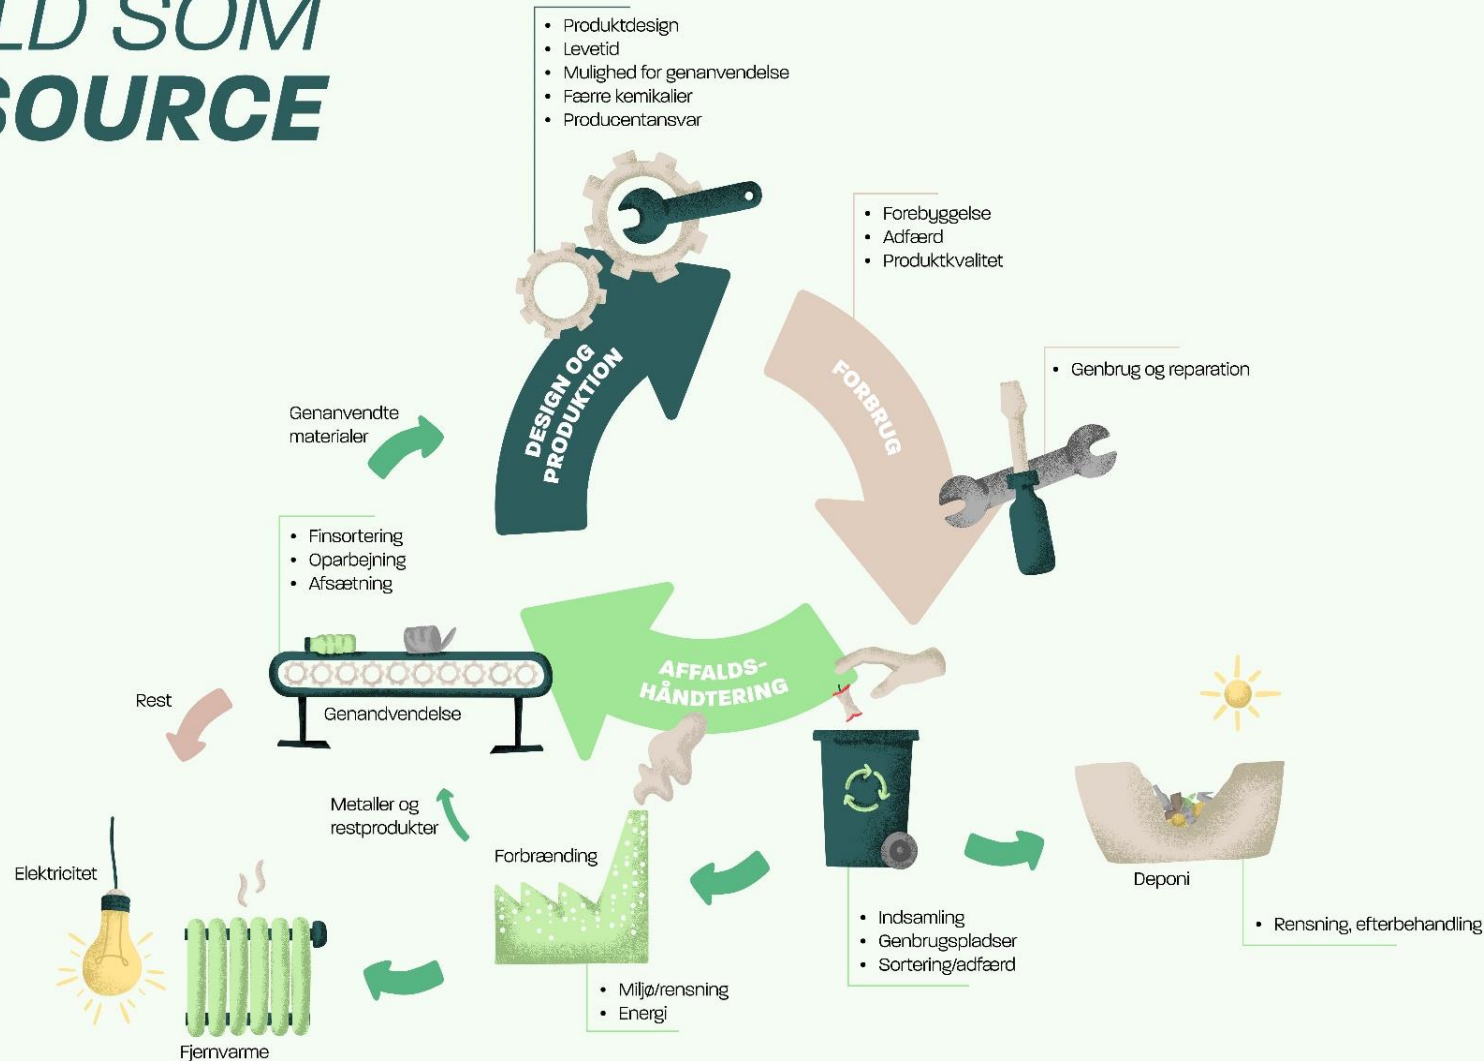 LD SOM
SOURCE
• Produktdesign
• Levetid
• Mulighed for genanvendelse
• Færre kemikalier
• Producentansvar
• Forebyggelse
• Adfærd
• Produktkvalitet
• Genbrug og reparation
DESIGN OG
PRODUKTION
FORBRUG
Genanvendte
materialer
• Finsortering
• Oparbejning
• Afsætning
AFFALDS-
HÅNDTERING
Rest
Genandvendelse
Metaller og
restprodukter
Forbrænding
Elektricitet
Deponi
• Indsamling
• Genbrugspladser
• Sortering/adfærd
• Rensning, efterbehandling
• Miljø/rensning
• Energi
Fjernvarme